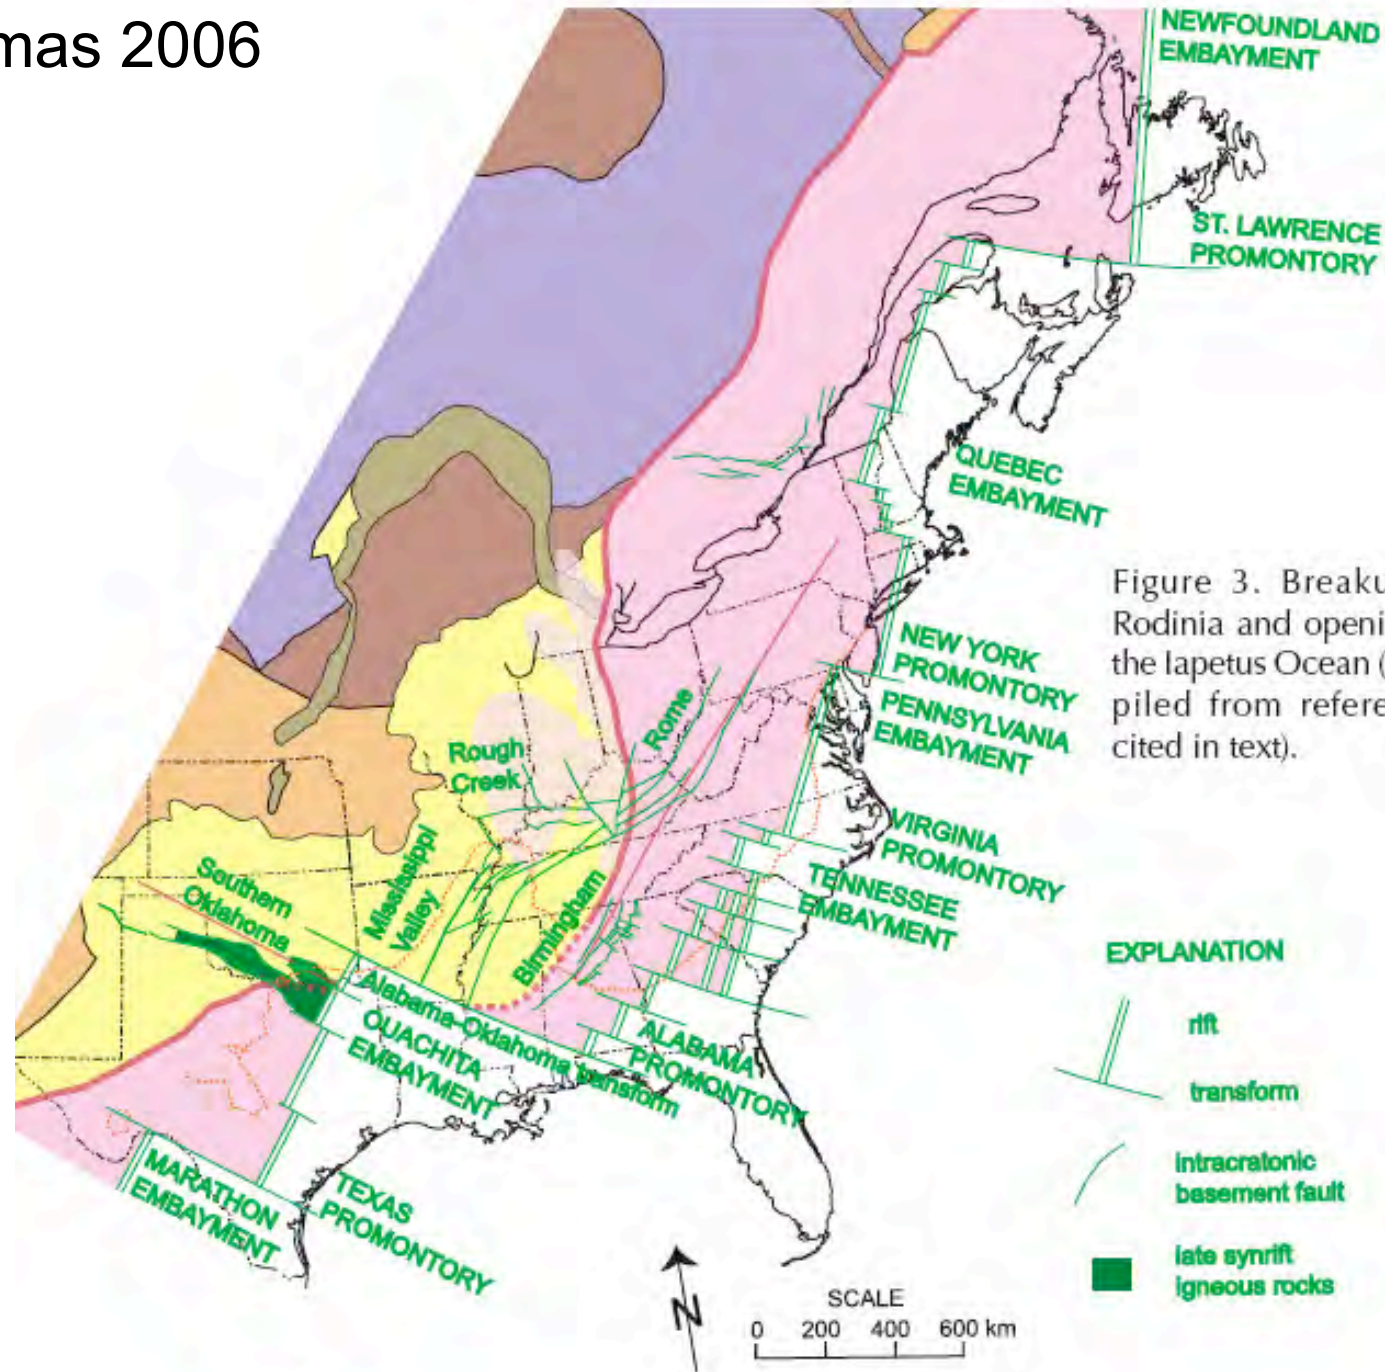 mas 2006
NEWFOUNDLAND
EMBAYMENT
ST. LAWRENCE
PROMONTORY
QUEBEC
EMBAYMENT
Figure 3. Breaku
Rodinia and openi
the Iapetus Ocean (
piled from refere
cited in text).
NEW YORK
PROMONTORY
PENNSYLVANIA
EMBAYMENT
Rome
Rough
Creek
VIRGINIA
PROMONTORY
TENNESSEE
EMBAYMENT
Mississippi
Valley
Southern
Oklahoma
Birmingham
Alabama-Oklahoma transform
OUACHITA
EMBAYMENT
ALABAMA
PROMONTORY
MARATHON
EMBAYMENT
TEXAS
PROMONTORY
EXPLANATION
rift
transform
intracratonic
basement fault
late synrift
igneous rocks
N
SCALE
0 200 400 600 km